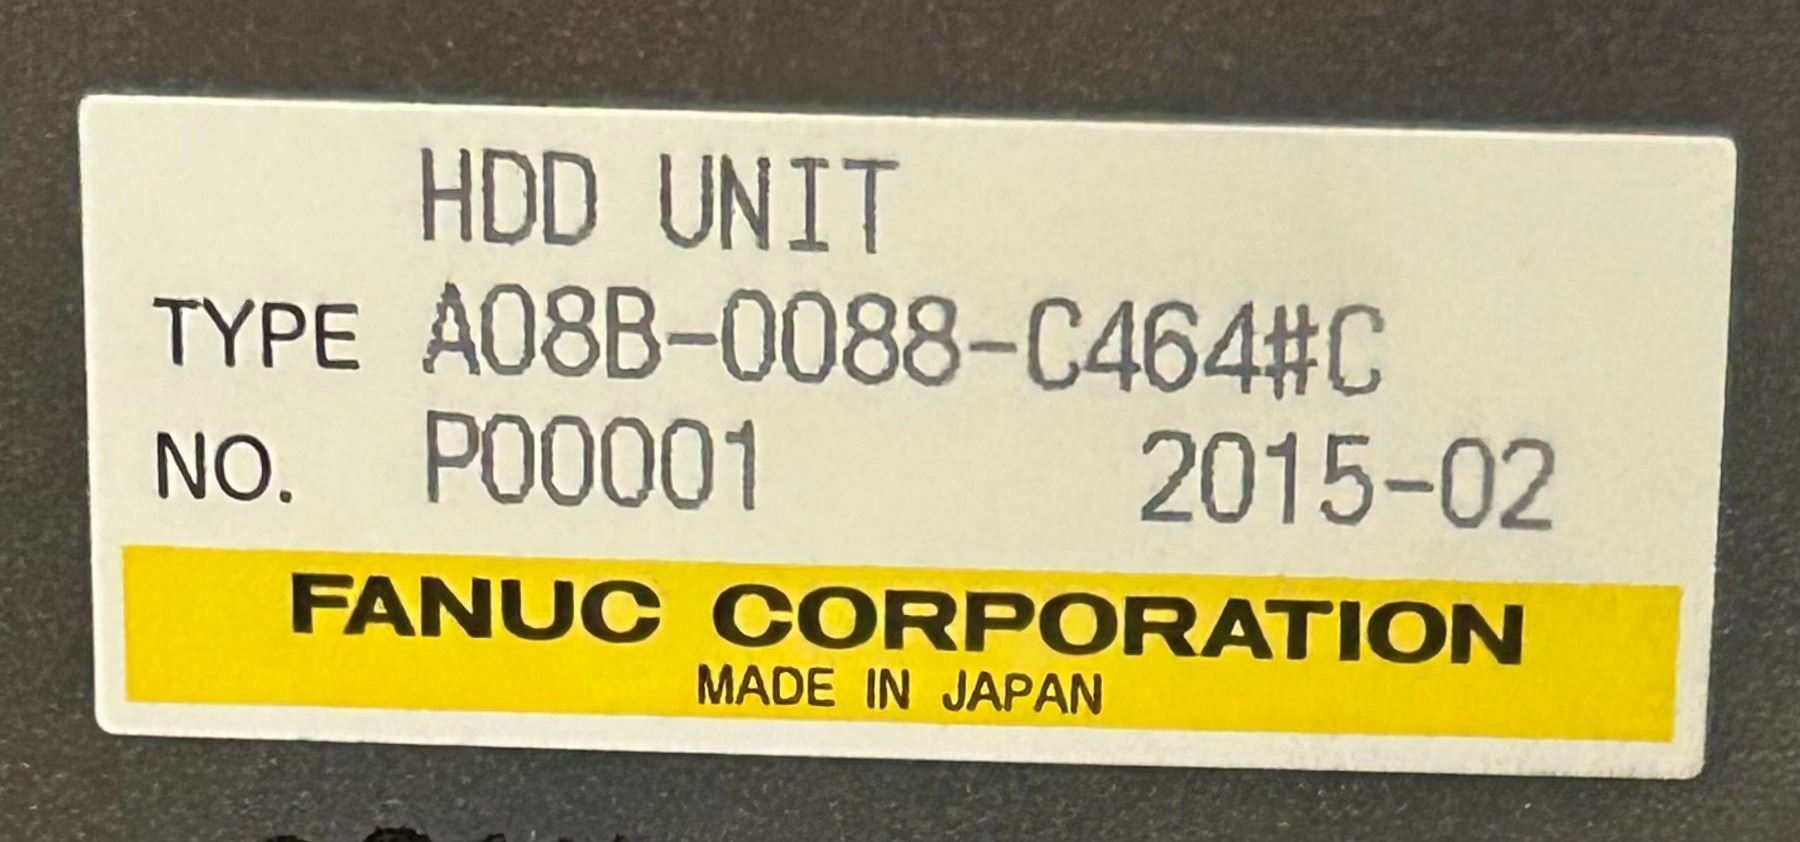 HDD UNIT
TYPE A08B-0088-C464#C
NO. P00001 2015-02
FANUC CORPORATION
MADE IN JAPAN